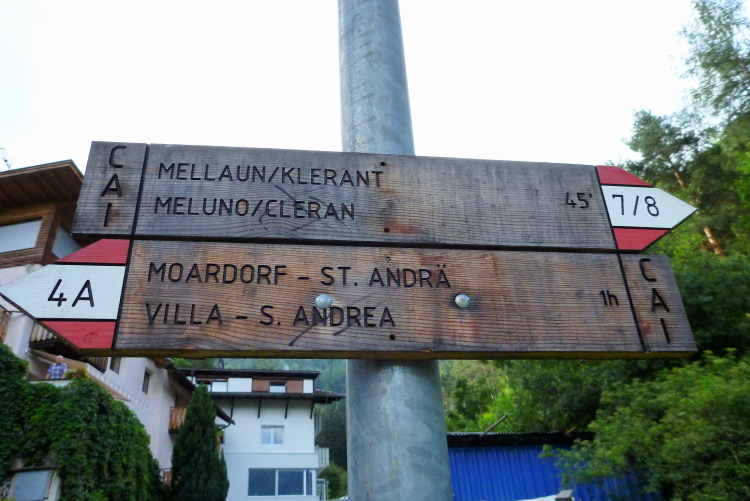 CAI
MELLAUN/KLERANT
MELUNO/CLERAN
45'
7/8
4A
MOARDORF - ST. ANDRÄ
VILLA - S. ANDREA
1h
CAI